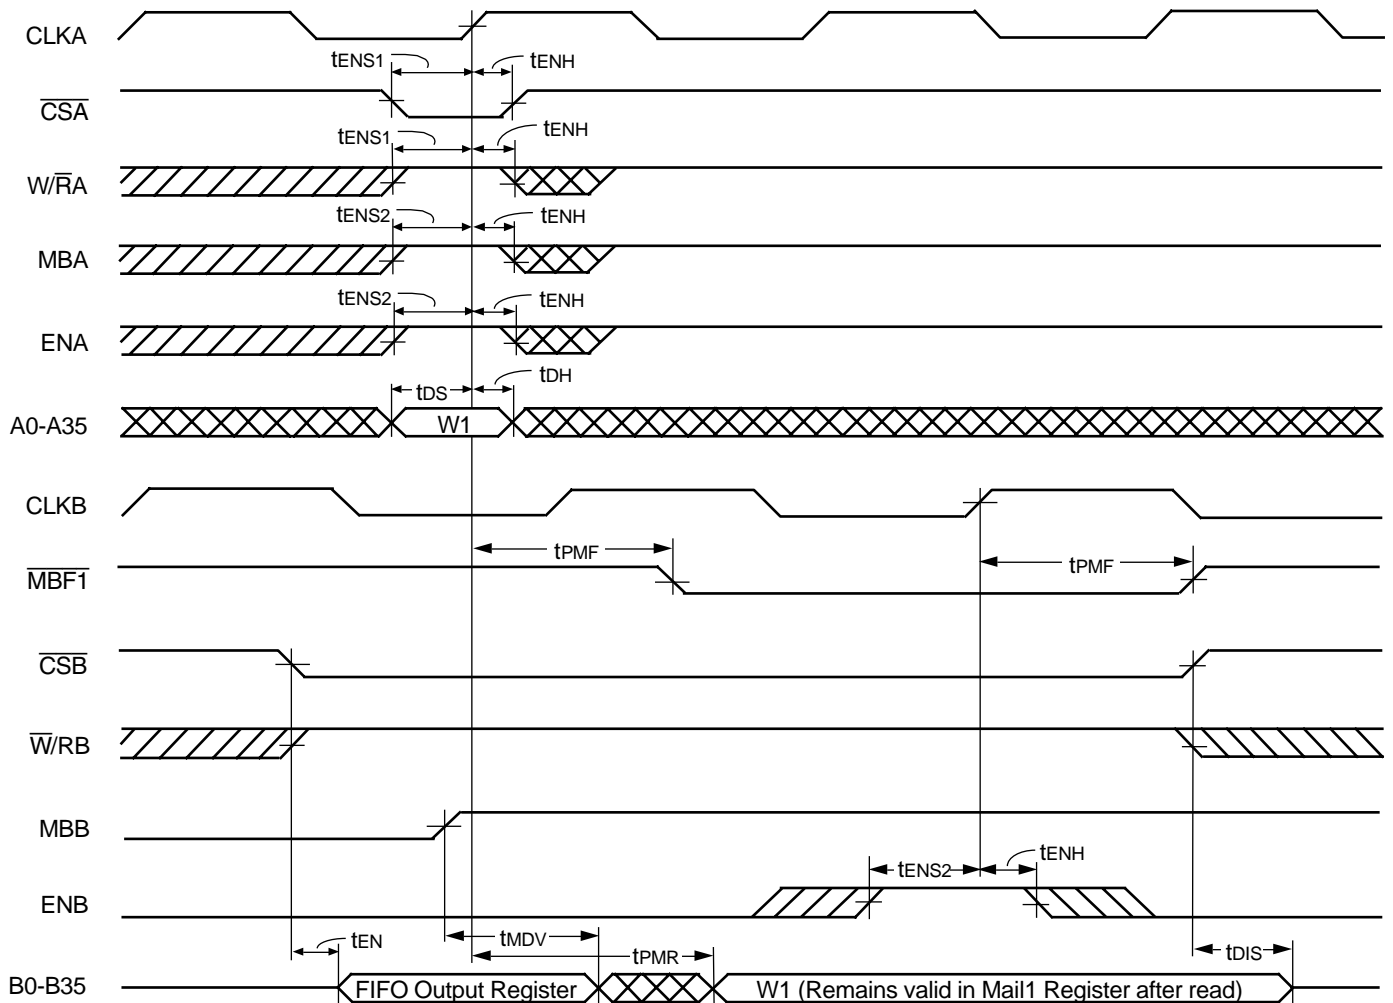 CLKA
tENS1
tENH
CSA
tENS1
tENH
W/RA
tENS2
tENH
MBA
tENS2
tENH
ENA
tDS
tDH
A0-A35
W1
CLKB
tPMF
tPMF
MBF1
CSB
W/RB
MBB
tENS2
tENH
ENB
tEN
tMDV
tPMR
tDIS
B0-B35
FIFO Output Register
W1 (Remains valid in Mail1 Register after read)